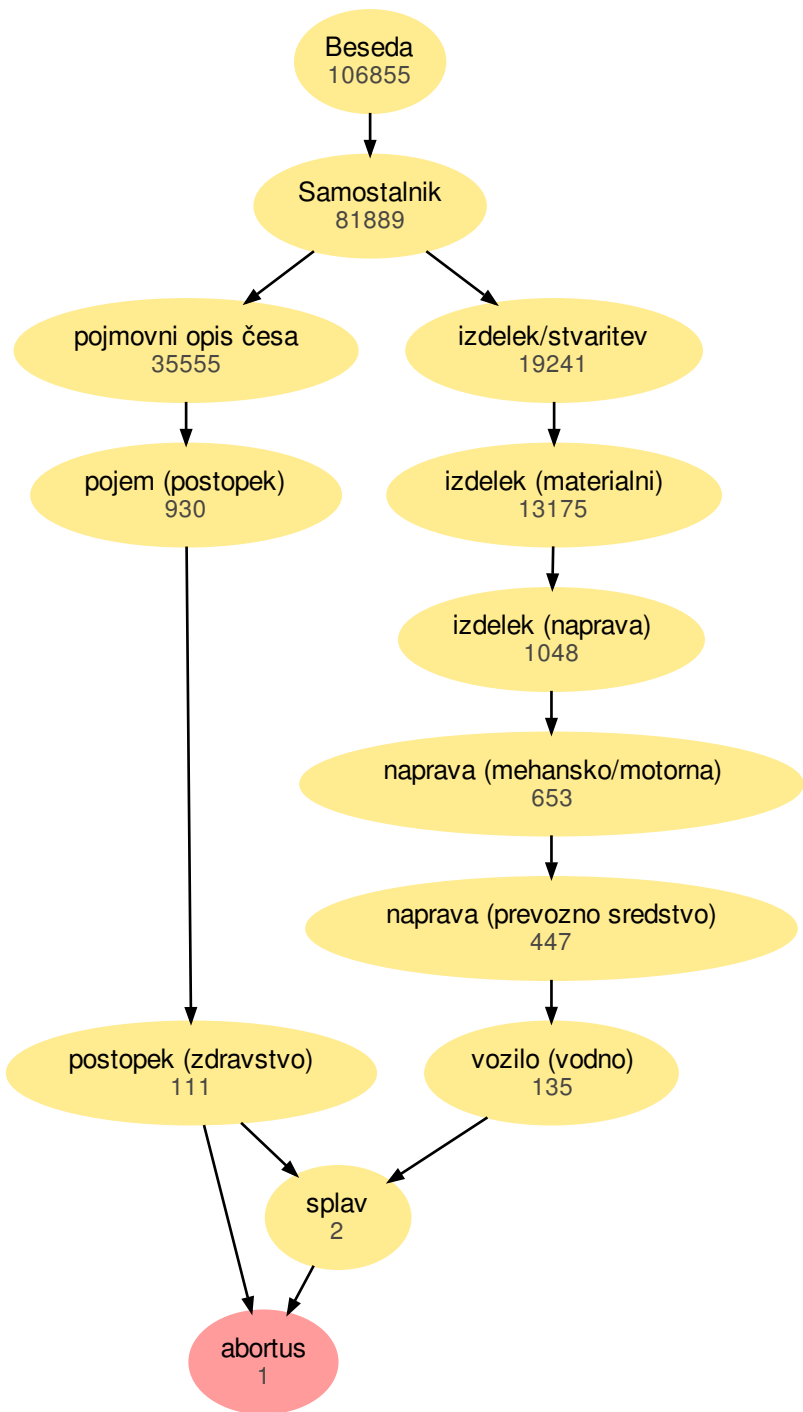 Beseda
106855
Samostalnik
81889
pojmovni opis česa
35555
izdelek/stvaritev
19241
pojem (postopek)
930
izdelek (materialni)
13175
izdelek (naprava)
1048
naprava (mehansko/motorna)
653
naprava (prevozno sredstvo)
447
postopek (zdravstvo)
111
vozilo (vodno)
135
splav
2
abortus
1